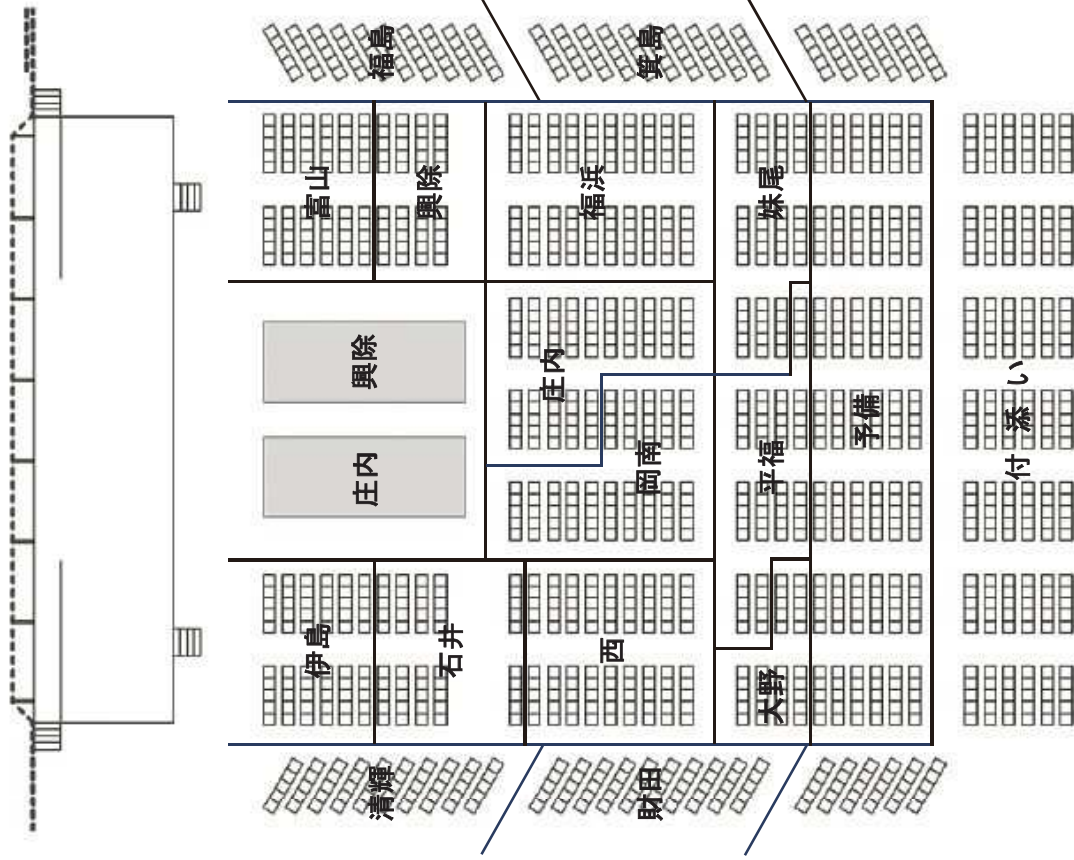 福島
箕島
富山
興除
福浜
妹尾
興除
庄内
庄内
岡南
平福
予備
付添い
伊島
石井
西
大野
清輝
財田